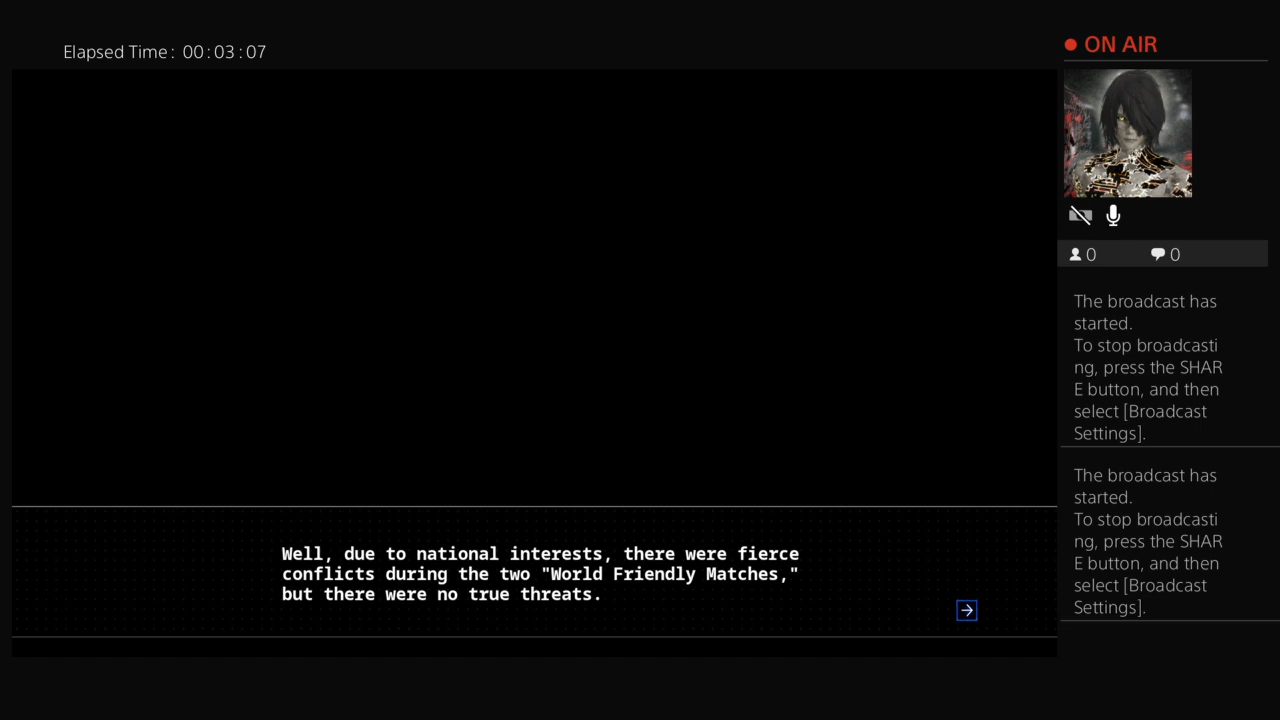 Elapsed Time: 00:03:07
ON AIR
0 0
The broadcast has
started.
To stop broadcasti
ng, press the SHAR
E button, and then
select [Broadcast
Settings].
The broadcast has
started.
To stop broadcasti
ng, press the SHAR
E button, and then
select [Broadcast
Settings].
Well, due to national interests, there were fierce
conflicts during the two "World Friendly Matches,"
but there were no true threats.